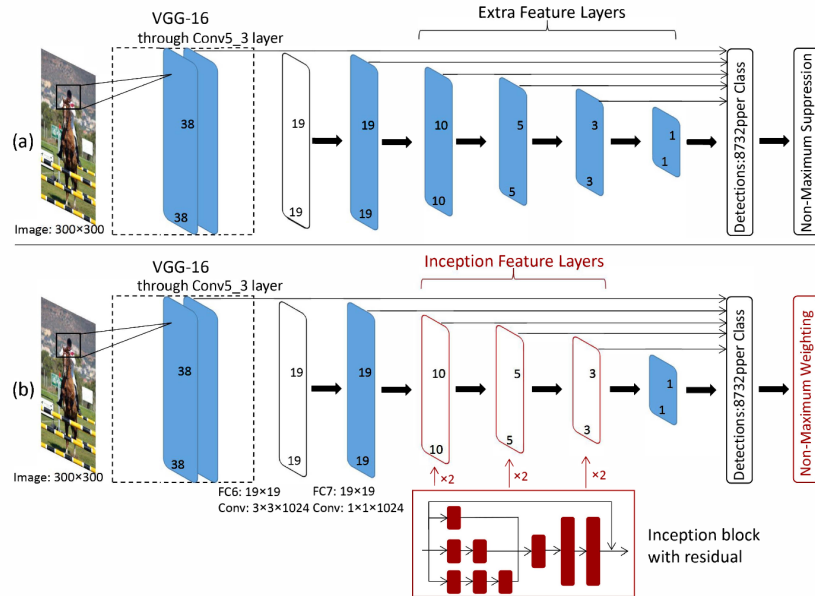 VGG-16
through Conv5_3 layer
Extra Feature Layers
(a)
38
38
19
19
19
19
10
10
5
5
3
3
1
1
Detections:8732pper Class
Non-Maximum Suppression
Image: 300×300
VGG-16
through Conv5_3 layer
Inception Feature Layers
(b)
38
38
19
19
19
19
10
10
5
5
3
3
1
1
Detections:8732pper Class
Non-Maximum Weighting
Image: 300×300
FC6: 19×19
Conv: 3×3×1024
FC7: 19×19
Conv: 1×1×1024
×2
×2
×2
Inception block
with residual